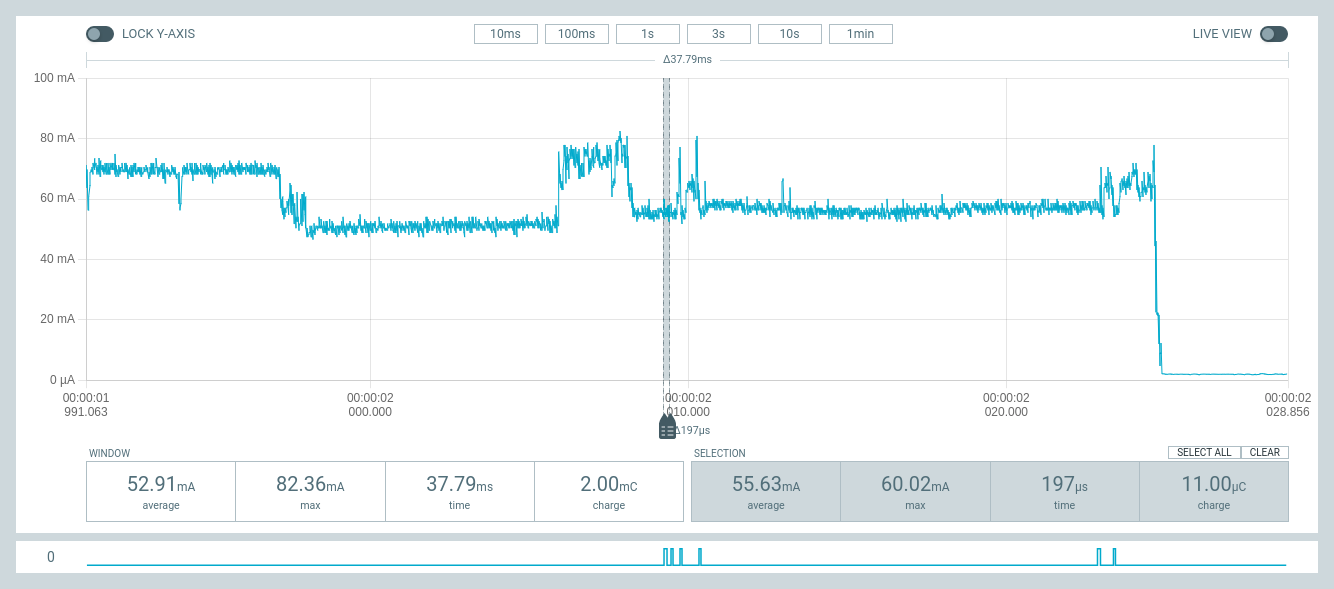 LOCK Y-AXIS 10ms 100ms 1s 3s 10s 1min LIVE VIEW
Δ37.79ms
100 mA
80 mA
60 mA
40 mA
20 mA
0 µA
00:00:01 00:00:02 00:00:02 00:00:02 00:00:02
991.063 000.000 010.000 020.000 028.856
Δ197µs
WINDOW SELECTION SELECT ALL CLEAR
52.91mA 82.36mA 37.79ms 2.00mC 55.63mA 60.02mA 197µs 11.00µC
average max time charge average max time charge
0